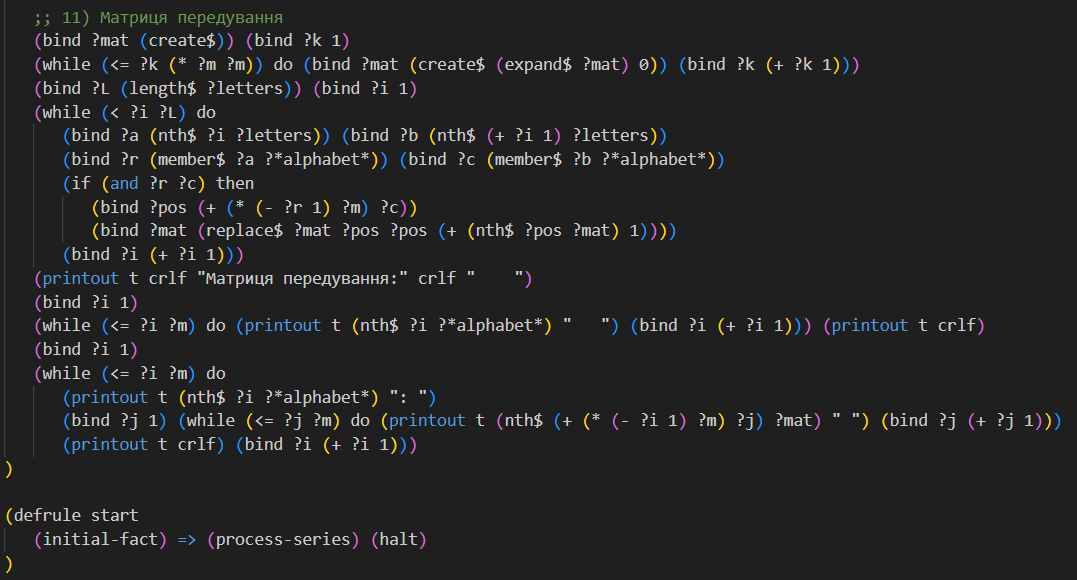 ;; 11) Матриця передування
(bind ?mat (create$)) (bind ?k 1)
(while (<= ?k (* ?m ?m)) do (bind ?mat (create$ (expand$ ?mat) 0)) (bind ?k (+ ?k 1)))
(bind ?L (length$ ?letters)) (bind ?i 1)
(while (< ?i ?L) do
(bind ?a (nth$ ?i ?letters)) (bind ?b (nth$ (+ ?i 1) ?letters))
(bind ?r (member$ ?a ?*alphabet*)) (bind ?c (member$ ?b ?*alphabet*))
(if (and ?r ?c) then
(bind ?pos (+ (* (- ?r 1) ?m) ?c))
(bind ?mat (replace$ ?mat ?pos ?pos (+ (nth$ ?pos ?mat) 1))))
(bind ?i (+ ?i 1)))
(printout t crlf "Матриця передування:" crlf "    ")
(bind ?i 1)
(while (<= ?i ?m) do (printout t (nth$ ?i ?*alphabet*) "   ") (bind ?i (+ ?i 1))) (printout t crlf)
(bind ?i 1)
(while (<= ?i ?m) do
(printout t (nth$ ?i ?*alphabet*) ": ")
(bind ?j 1) (while (<= ?j ?m) do (printout t (nth$ (+ (* (- ?i 1) ?m) ?j) ?mat) " ") (bind ?j (+ ?j 1)))
(printout t crlf) (bind ?i (+ ?i 1)))
)
(defrule start
(initial-fact) => (process-series) (halt)
)